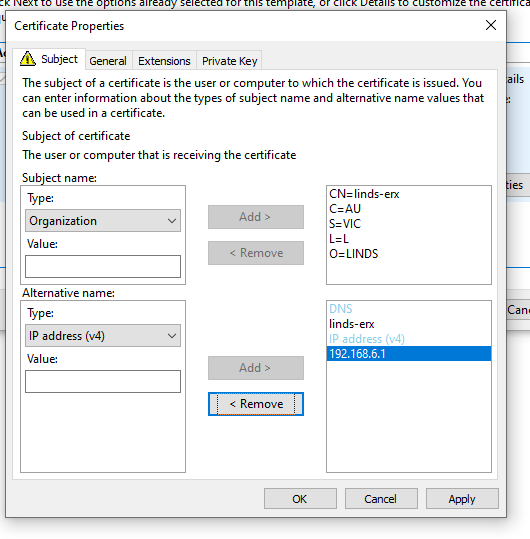 ck Next to use the options already selected for this template, or click Details to customize the certifica
Certificate Properties
Subject
General
Extensions
Private Key
The subject of a certificate is the user or computer to which the certificate is issued. You
can enter information about the types of subject name and alternative name values that
can be used in a certificate.
Subject of certificate
The user or computer that is receiving the certificate
Subject name:
Type:
Organization
Value:
Add >
< Remove
CN=linds-erx
C=AU
S=VIC
L=L
O=LINDS
Alternative name:
Type:
IP address (v4)
Value:
Add >
< Remove
DNS
linds-erx
IP address (v4)
192.168.6.1
OK
Cancel
Apply
ails
e:
ties
Canc